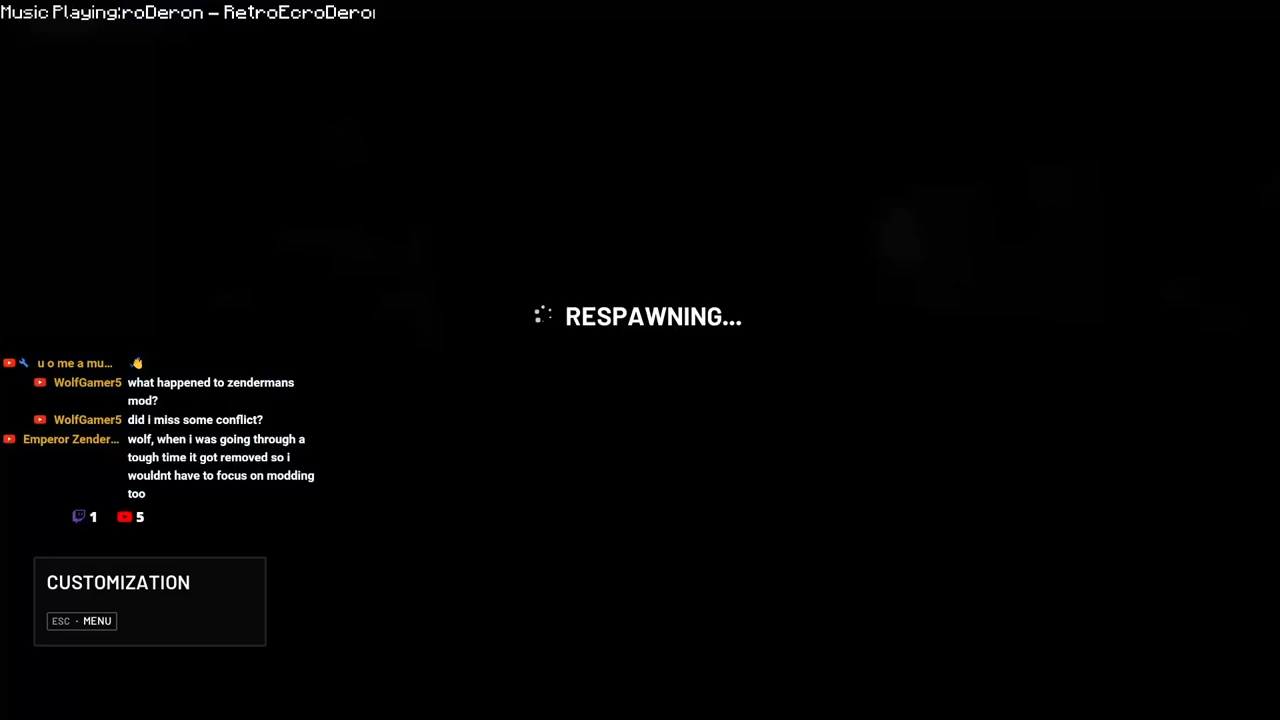 Music Playing:roDeron - RetroEcroDeron
RESPAWNING...
u o me a mu...
WolfGamer5 what happened to zendermans
mod?
WolfGamer5 did i miss some conflict?
Emperor Zender... wolf, when i was going through a
tough time it got removed so i
wouldnt have to focus on modding
too
1 5
CUSTOMIZATION
ESC · MENU